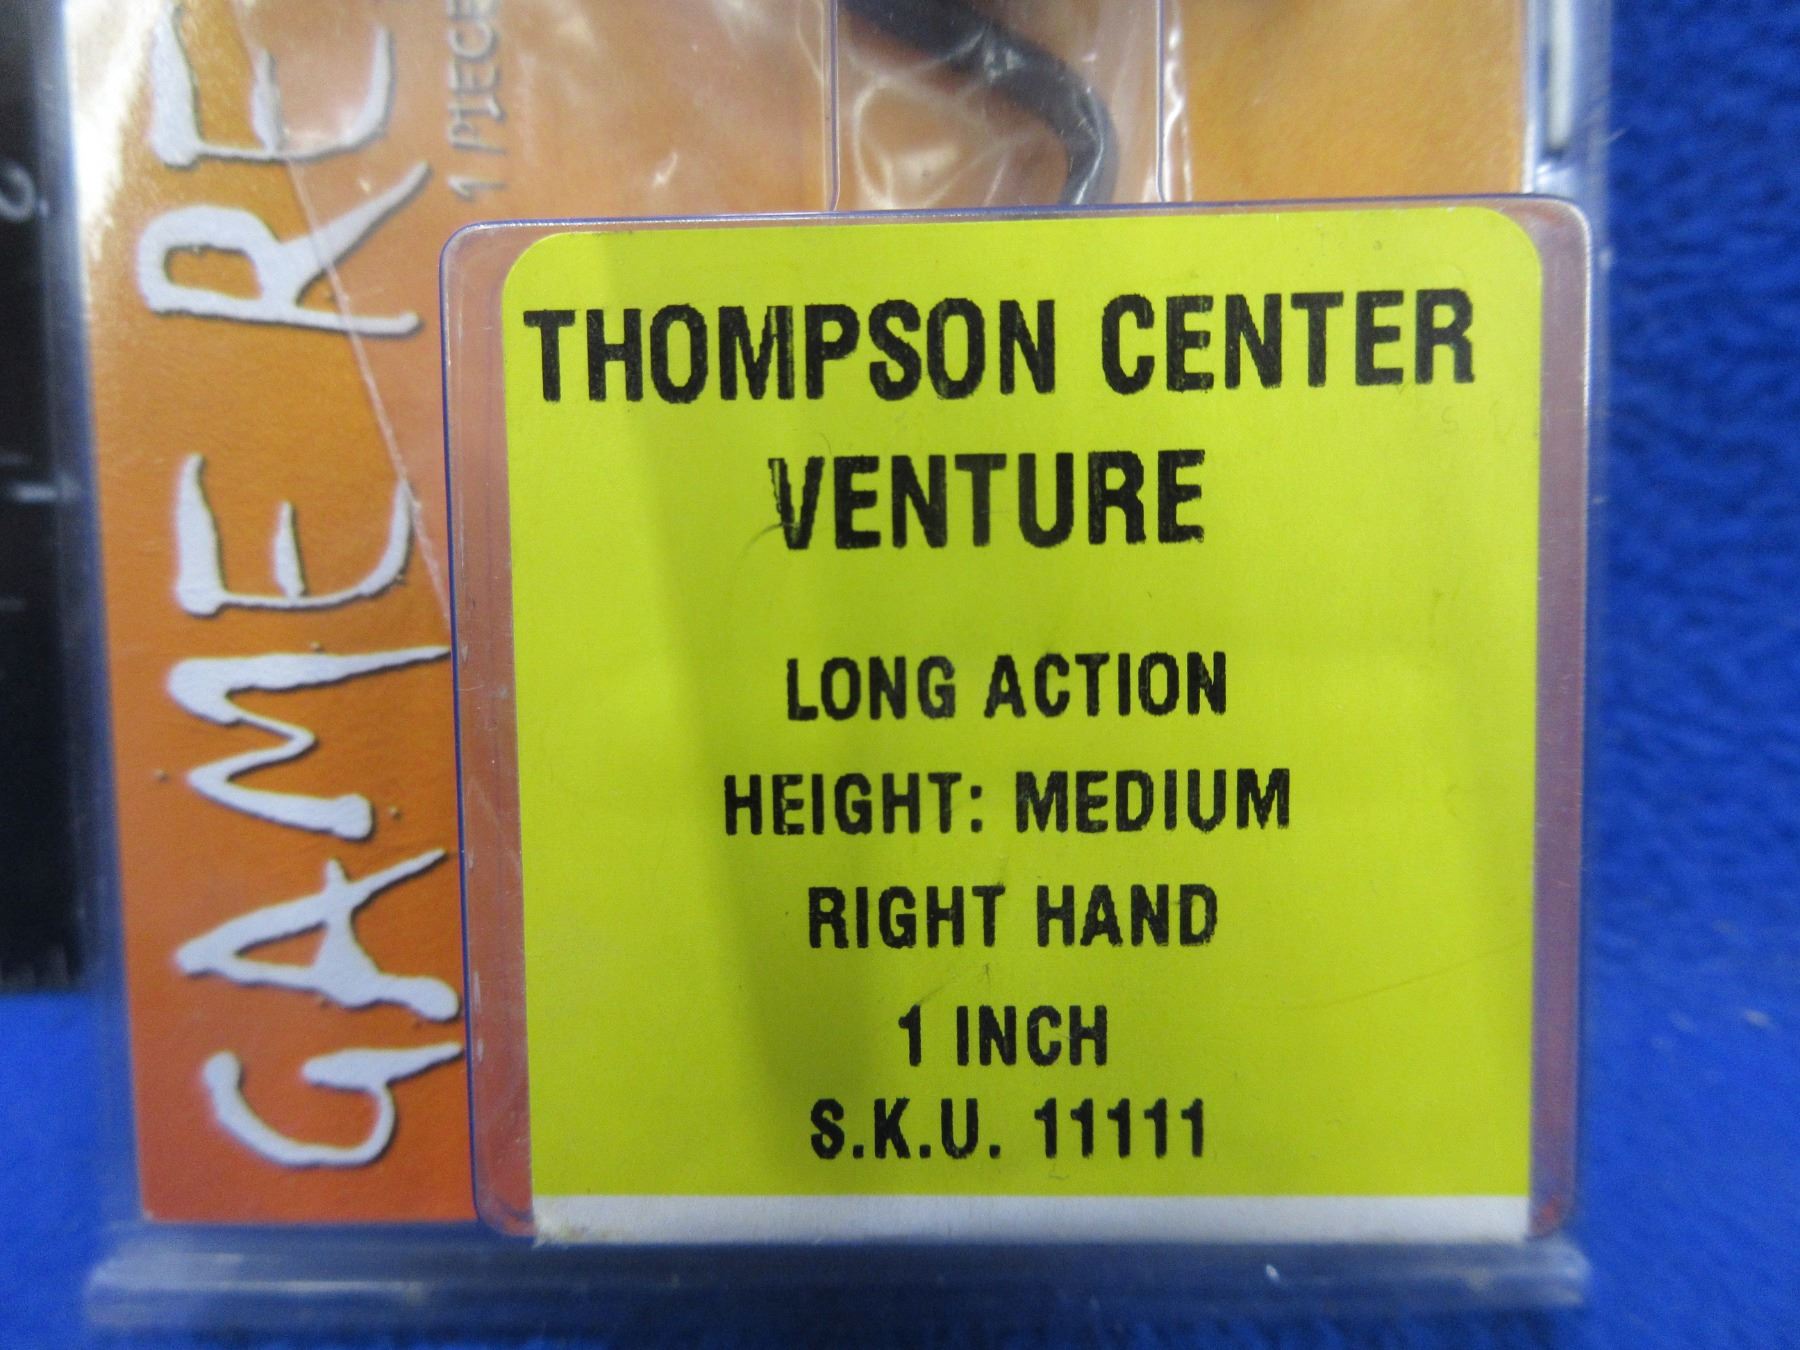 GAME RE
1 PIECE
THOMPSON CENTER
VENTURE
LONG ACTION
HEIGHT: MEDIUM
RIGHT HAND
1 INCH
S.K.U. 11111